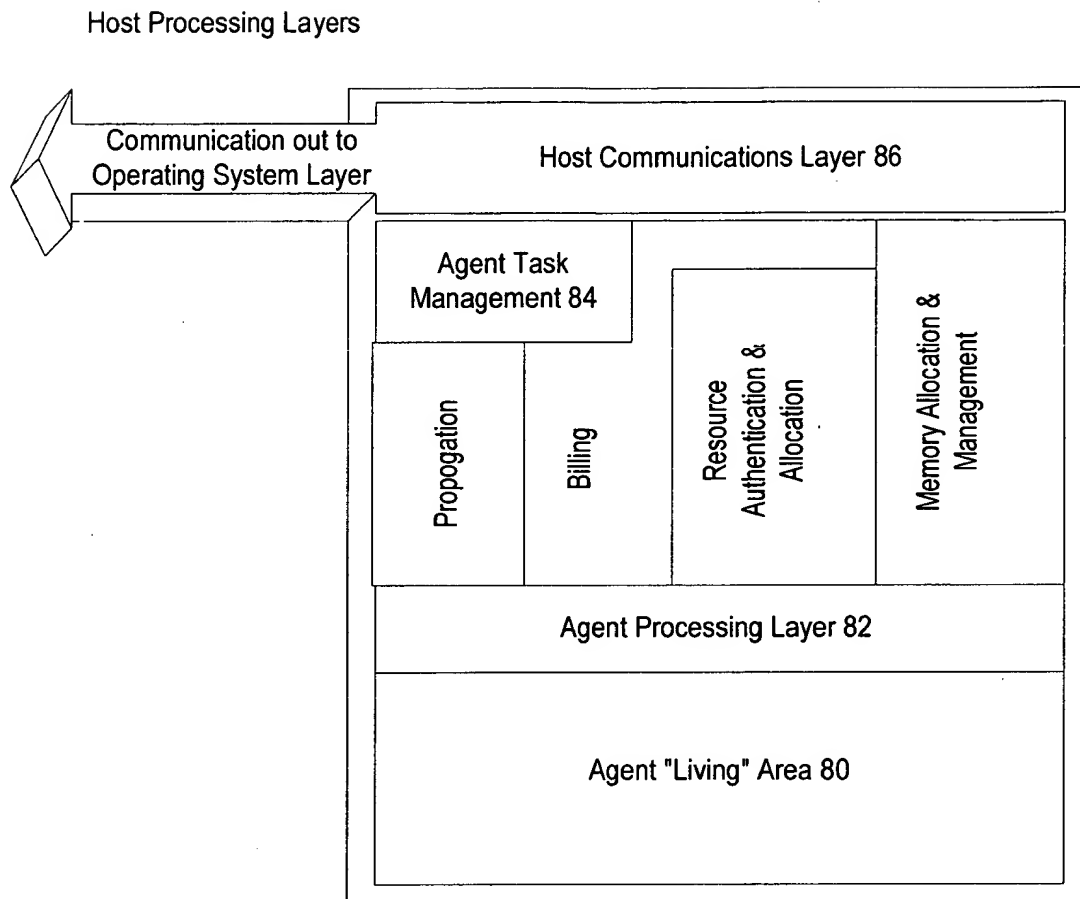 Host Processing Layers
Communication out to
Operating System Layer
Host Communications Layer 86
Agent Task
Management 84
Propogation
Billing
Resource
Authentication &
Allocation
Memory Allocation &
Management
Agent Processing Layer 82
Agent "Living" Area 80